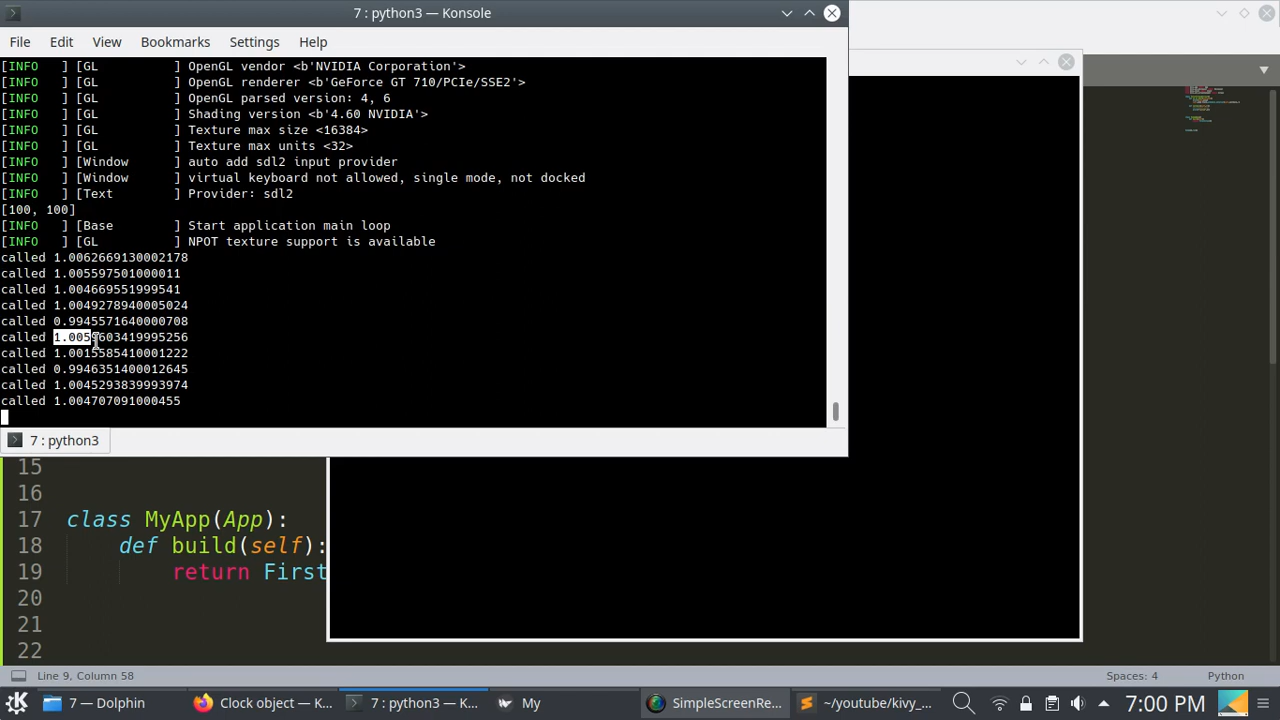 7 : python3 — Konsole
File Edit View Bookmarks Settings Help
[INFO   ] [GL          ] OpenGL vendor <b'NVIDIA Corporation'>
[INFO   ] [GL          ] OpenGL renderer <b'GeForce GT 710/PCIe/SSE2'>
[INFO   ] [GL          ] OpenGL parsed version: 4, 6
[INFO   ] [GL          ] Shading version <b'4.60 NVIDIA'>
[INFO   ] [GL          ] Texture max size <16384>
[INFO   ] [GL          ] Texture max units <32>
[INFO   ] [Window      ] auto add sdl2 input provider
[INFO   ] [Window      ] virtual keyboard not allowed, single mode, not docked
[INFO   ] [Text        ] Provider: sdl2
[100, 100]
[INFO   ] [Base        ] Start application main loop
[INFO   ] [GL          ] NPOT texture support is available
called 1.0062669130002178
called 1.005597501000011
called 1.004669551999541
called 1.0049278940005024
called 0.9945571640000708
called
called 1.0015585410001222
called 0.9946351400012645
called 1.0045293839993974
called 1.004707091000455
7 : python3
15
16
17 class MyApp(App):
18 def build(self):
19 return First
20
21
22
Line 9, Column 58
Spaces: 4
Python
7 — Dolphin
Clock object — K...
7 : python3 — K...
My
SimpleScreenRe...
~/youtube/kivy_...
7:00 PM